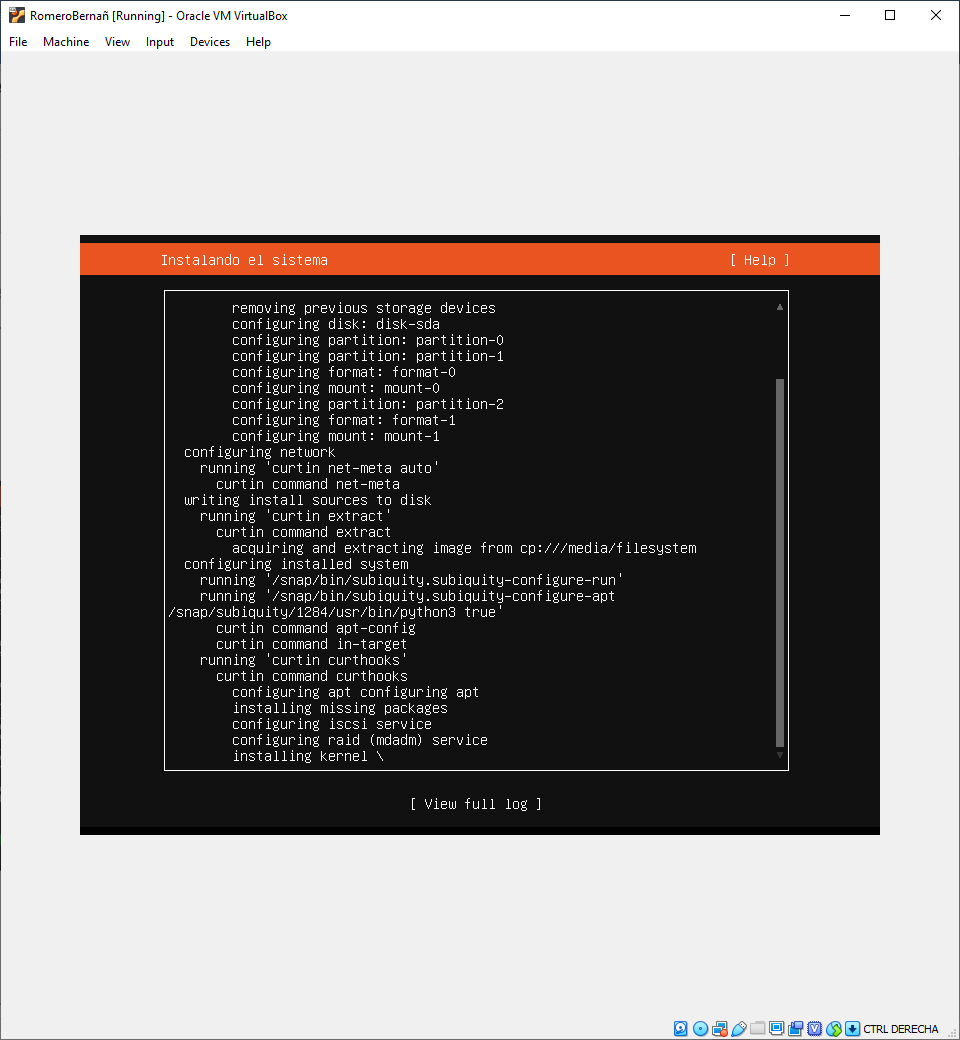 RomeroBernañ [Running] - Oracle VM VirtualBox
File Machine View Input Devices Help
Instalando el sistema [ Help ]
removing previous storage devices
configuring disk: disk-sda
configuring partition: partition-0
configuring partition: partition-1
configuring format: format-0
configuring mount: mount-0
configuring partition: partition-2
configuring format: format-1
configuring mount: mount-1
configuring network
running 'curtin net-meta auto'
curtin command net-meta
writing install sources to disk
running 'curtin extract'
curtin command extract
acquiring and extracting image from cp:///media/filesystem
configuring installed system
running '/snap/bin/subiquity.subiquity-configure-run'
running '/snap/bin/subiquity.subiquity-configure-apt
/snap/subiquity/1284/usr/bin/python3 true'
curtin command apt-config
curtin command in-target
running 'curtin curthooks'
curtin command curthooks
configuring apt configuring apt
installing missing packages
configuring iscsi service
configuring raid (mdadm) service
installing kernel \
[ View full log ]
CTRL DERECHA